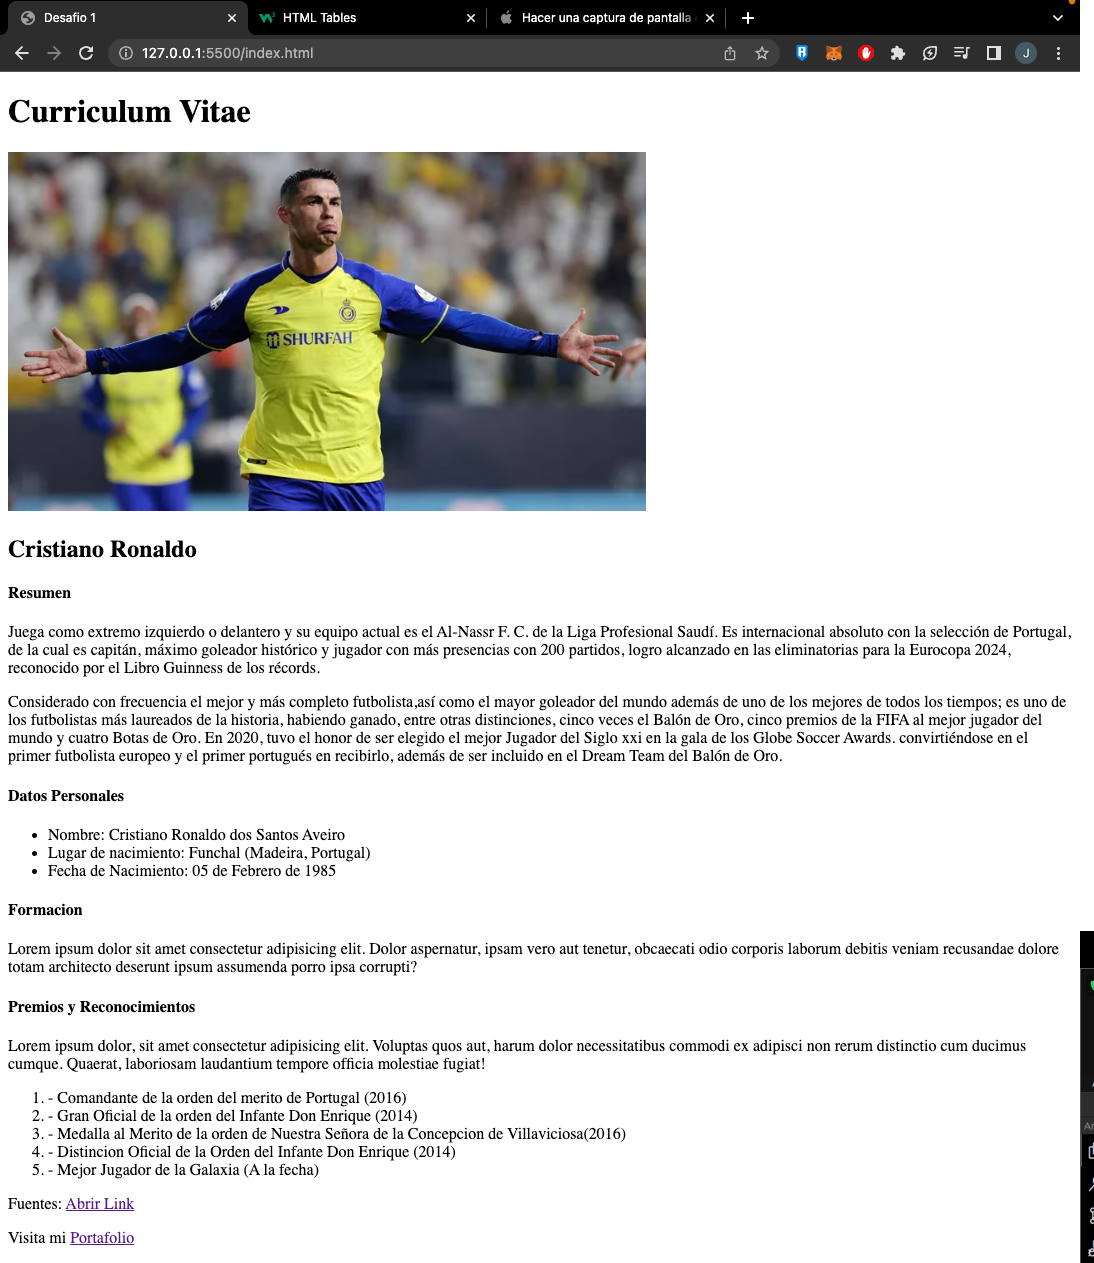 Desafio 1
HTML Tables
Hacer una captura de pantalla
127.0.0.1:5500/index.html
J
Curriculum Vitae
SHURFAH
Cristiano Ronaldo
Resumen
Juega como extremo izquierdo o delantero y su equipo actual es el Al-Nassr F. C. de la Liga Profesional Saudí. Es internacional absoluto con la selección de Portugal,
de la cual es capitán, máximo goleador histórico y jugador con más presencias con 200 partidos, logro alcanzado en las eliminatorias para la Eurocopa 2024,
reconocido por el Libro Guinness de los récords.
Considerado con frecuencia el mejor y más completo futbolista,así como el mayor goleador del mundo además de uno de los mejores de todos los tiempos; es uno de
los futbolistas más laureados de la historia, habiendo ganado, entre otras distinciones, cinco veces el Balón de Oro, cinco premios de la FIFA al mejor jugador del
mundo y cuatro Botas de Oro. En 2020, tuvo el honor de ser elegido el mejor Jugador del Siglo xxi en la gala de los Globe Soccer Awards. convirtiéndose en el
primer futbolista europeo y el primer portugués en recibirlo, además de ser incluido en el Dream Team del Balón de Oro.
Datos Personales
• Nombre: Cristiano Ronaldo dos Santos Aveiro
• Lugar de nacimiento: Funchal (Madeira, Portugal)
• Fecha de Nacimiento: 05 de Febrero de 1985
Formacion
Lorem ipsum dolor sit amet consectetur adipisicing elit. Dolor aspernatur, ipsam vero aut tenetur, obcaecati odio corporis laborum debitis veniam recusandae dolore
totam architecto deserunt ipsum assumenda porro ipsa corrupti?
Premios y Reconocimientos
Lorem ipsum dolor, sit amet consectetur adipisicing elit. Voluptas quos aut, harum dolor necessitatibus commodi ex adipisci non rerum distinctio cum ducimus
cumque. Quaerat, laboriosam laudantium tempore officia molestiae fugiat!
1. - Comandante de la orden del merito de Portugal (2016)
2. - Gran Oficial de la orden del Infante Don Enrique (2014)
3. - Medalla al Merito de la orden de Nuestra Señora de la Concepcion de Villaviciosa(2016)
4. - Distincion Oficial de la Orden del Infante Don Enrique (2014)
5. - Mejor Jugador de la Galaxia (A la fecha)
Fuentes: Abrir Link
Visita mi Portafolio